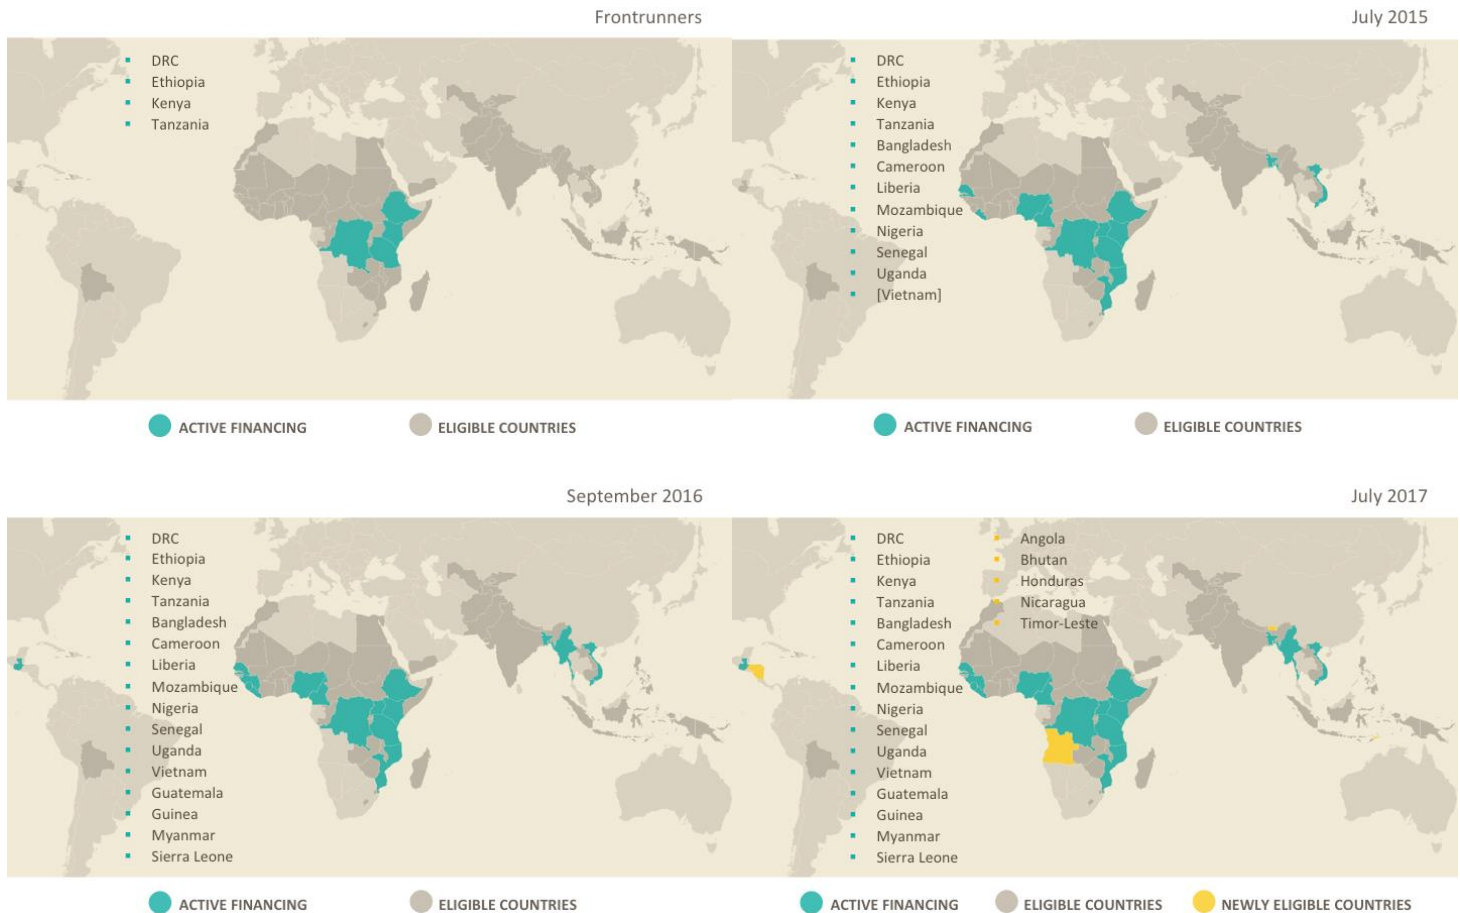 Frontrunners
DRC
Ethiopia
Kenya
Tanzania
ACTIVE FINANCING
ELIGIBLE COUNTRIES
July 2015
DRC
Ethiopia
Kenya
Tanzania
Bangladesh
Cameroon
Liberia
Mozambique
Nigeria
Senegal
Uganda
[Vietnam]
ACTIVE FINANCING
ELIGIBLE COUNTRIES
September 2016
DRC
Ethiopia
Kenya
Tanzania
Bangladesh
Cameroon
Liberia
Mozambique
Nigeria
Senegal
Uganda
Vietnam
Guatemala
Guinea
Myanmar
Sierra Leone
ACTIVE FINANCING
ELIGIBLE COUNTRIES
July 2017
DRC
Ethiopia
Kenya
Tanzania
Bangladesh
Cameroon
Liberia
Mozambique
Nigeria
Senegal
Uganda
Vietnam
Guatemala
Guinea
Myanmar
Sierra Leone
Angola
Bhutan
Honduras
Nicaragua
Timor-Leste
ACTIVE FINANCING
ELIGIBLE COUNTRIES
NEWLY ELIGIBLE COUNTRIES